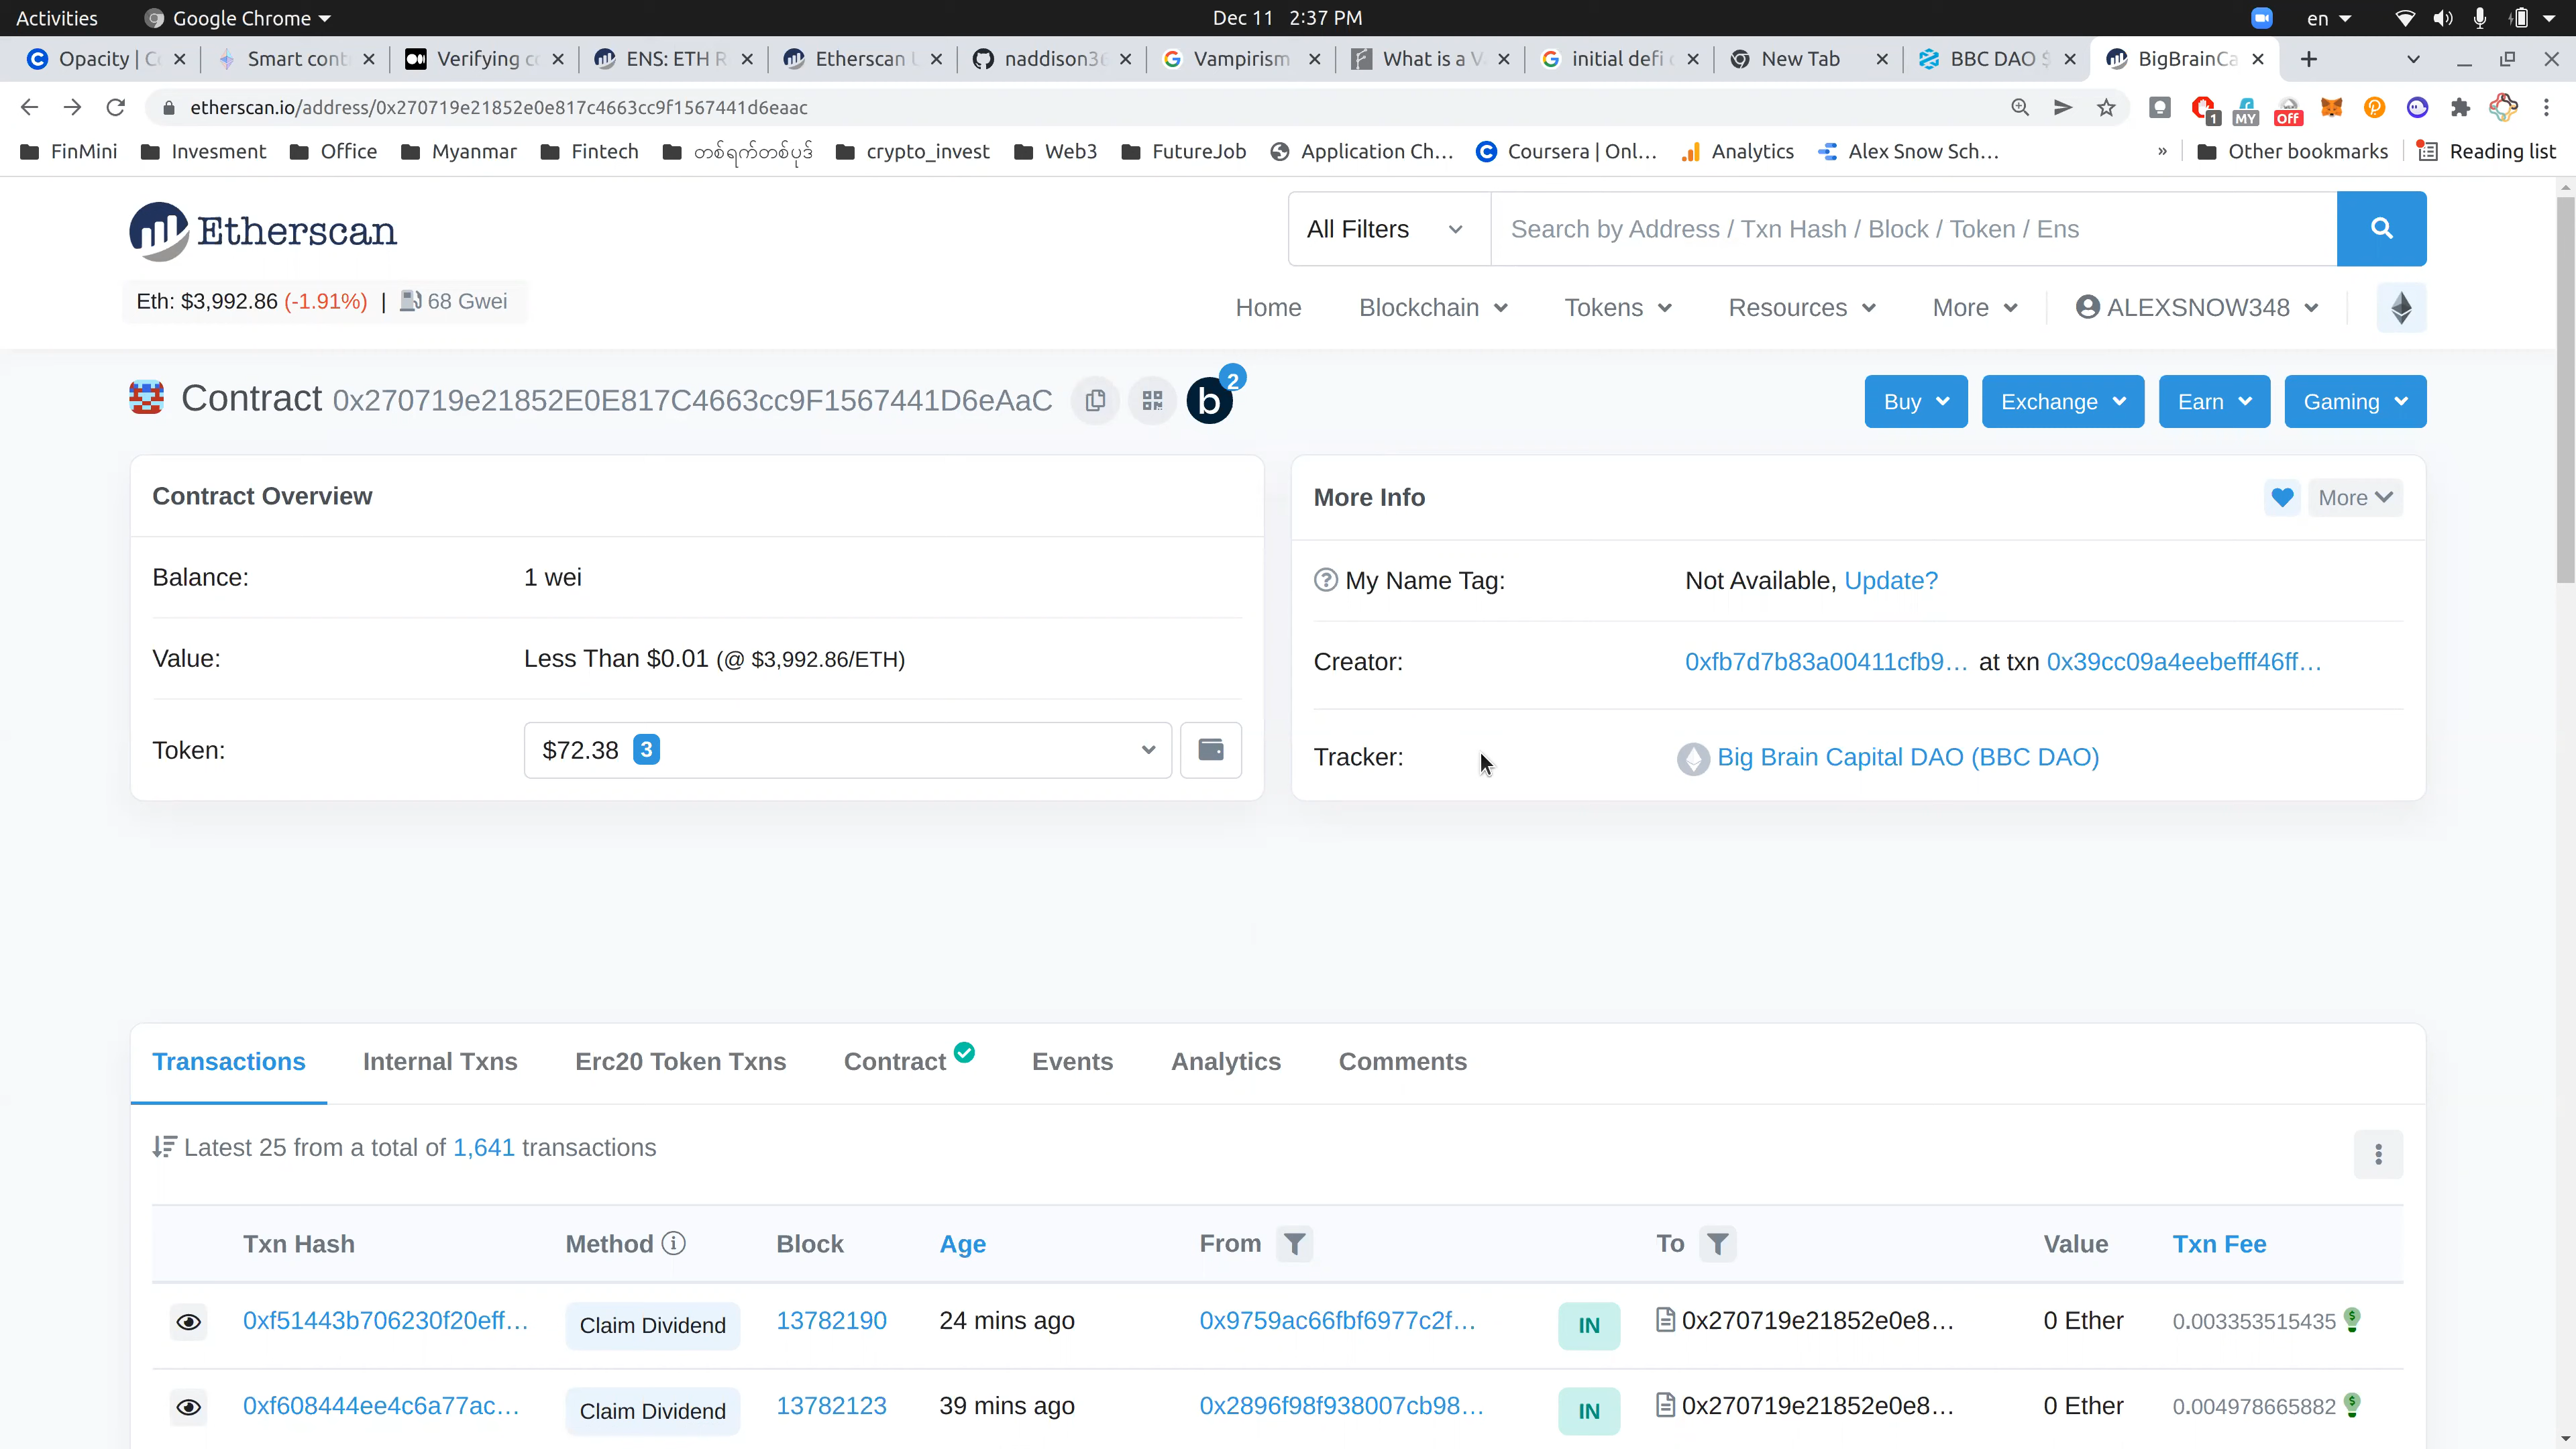 Activities Google Chrome Dec 11 2:37 PM en
Opacity | C Smart cont Verifying c ENS: ETH R Etherscan naddison36 Vampirism What is a V initial defi New Tab BBC DAO $ BigBrainCa
etherscan.io/address/0x270719e21852e0e817c4663cc9f1567441d6eaac 1 MY Off
FinMini Invesment Office Myanmar Fintech တစ်ရက်တစ်ပုဒ် crypto_invest Web3 FutureJob Application Ch... Coursera | Onl... Analytics Alex Snow Sch... » Other bookmarks Reading list
Etherscan
All Filters Search by Address / Txn Hash / Block / Token / Ens
Eth: $3,992.86 (-1.91%) | 68 Gwei
Home Blockchain Tokens Resources More ALEXSNOW348
Contract 0x270719e21852E0E817C4663cc9F1567441D6eAaC b 2
Buy Exchange Earn Gaming
Contract Overview
Balance: 1 wei
Value: Less Than $0.01 (@ $3,992.86/ETH)
Token: $72.38 3
More Info More
My Name Tag: Not Available, Update?
Creator: 0xfb7d7b83a00411cfb9... at txn 0x39cc09a4eebefff46ff...
Tracker: Big Brain Capital DAO (BBC DAO)
Transactions Internal Txns Erc20 Token Txns Contract Events Analytics Comments
Latest 25 from a total of 1,641 transactions
Txn Hash Method Block Age From To Value Txn Fee
0xf51443b706230f20eff... Claim Dividend 13782190 24 mins ago 0x9759ac66fbf6977c2f... IN 0x270719e21852e0e8... 0 Ether 0.003353515435
0xf608444ee4c6a77ac... Claim Dividend 13782123 39 mins ago 0x2896f98f938007cb98... IN 0x270719e21852e0e8... 0 Ether 0.004978665882